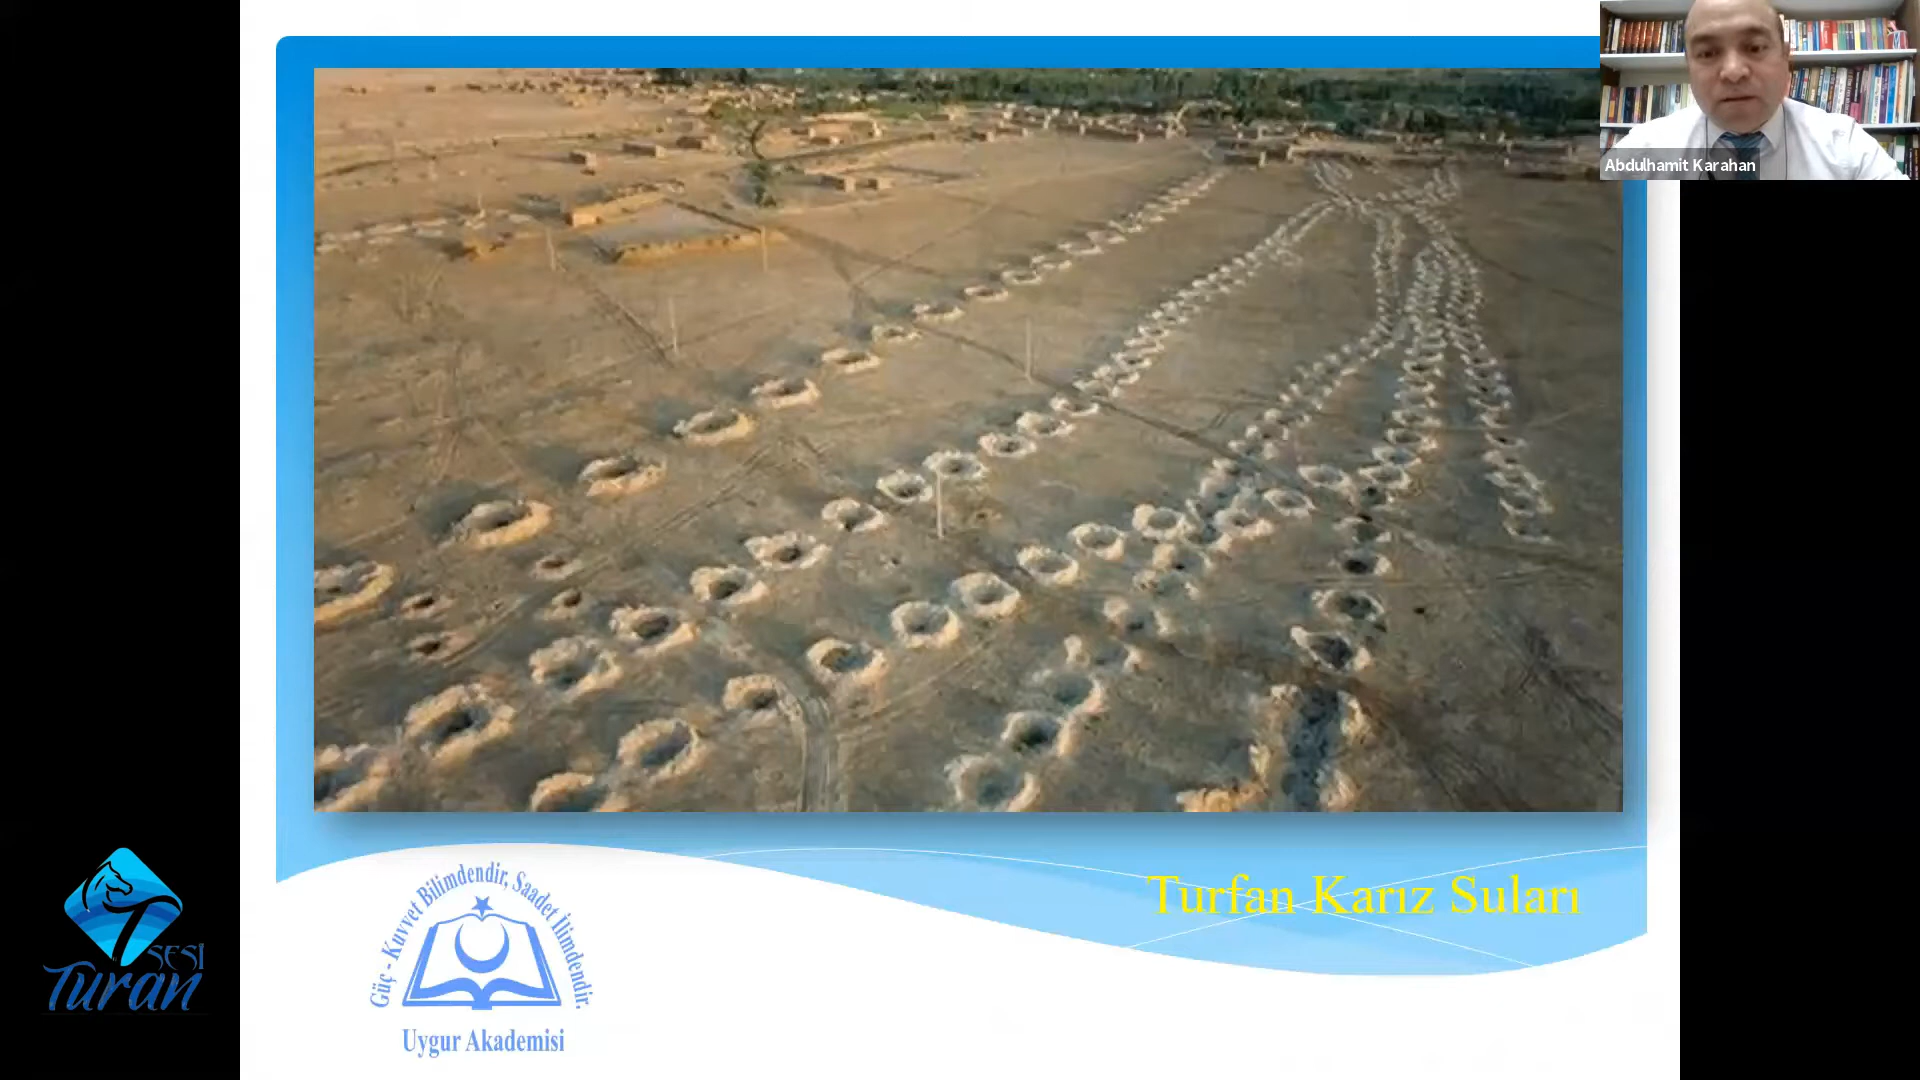 Abdulhamit Karahan
Turfan Karız Suları
Güç - Kuvvet Bilimdendir, Saadet İlimdendir.
Uygur Akademisi
SESİ
Turan